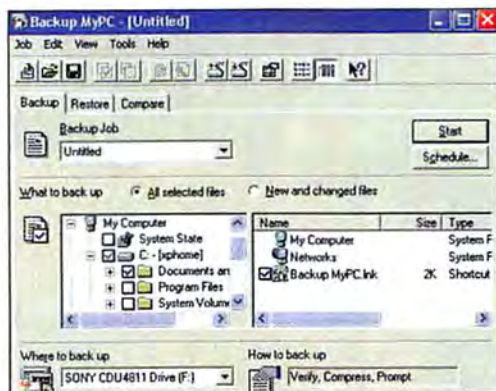 Backup MyPC - [Untitled]
Job Edit View Tools Help
Backup Restore Compare
Backup Job
Untitled
Start
Schedule...
What to back up All selected files New and changed files
My Computer
System State
C: - [xphome]
Documents an
Program Files
System Volum
Name Size Type
My Computer System F
Networks System F
Backup MyPC.lnk 2K Shortcut
Where to back up
SONY CDU4811 Drive (F:)
How to back up
Verify, Compress, Prompt